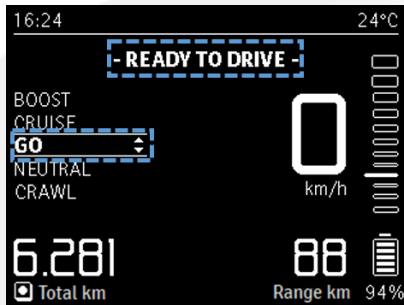 16:24 24°C
- READY TO DRIVE -
BOOST
CRUISE
GO
NEUTRAL
CRAWL
0
km/h
6.281 88
Total km Range km 94%